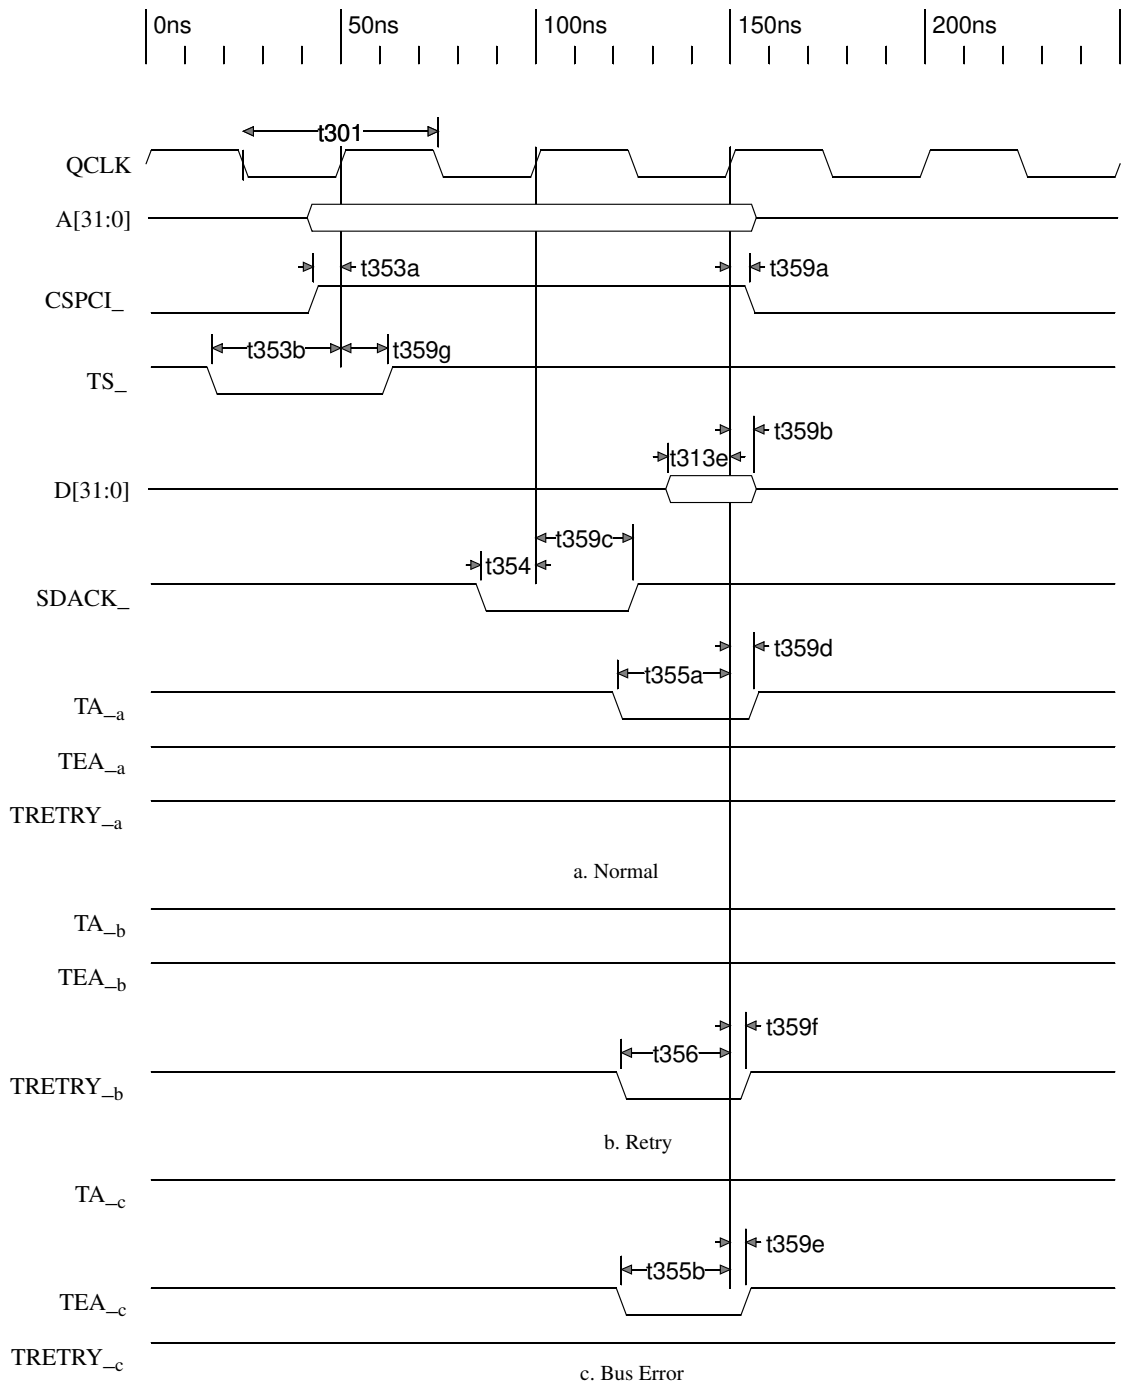 0ns 50ns 100ns 150ns 200ns
t301
QCLK
A[31:0]
t353a t359a
CSPCI_
t353b t359g
TS_
t359b
t313e
D[31:0]
t359c
t354
SDACK_
t359d
t355a
TA_a
TEA_a
TRETRY_a
a. Normal
TA_b
TEA_b
t359f
t356
TRETRY_b
b. Retry
TA_c
t359e
t355b
TEA_c
TRETRY_c
c. Bus Error